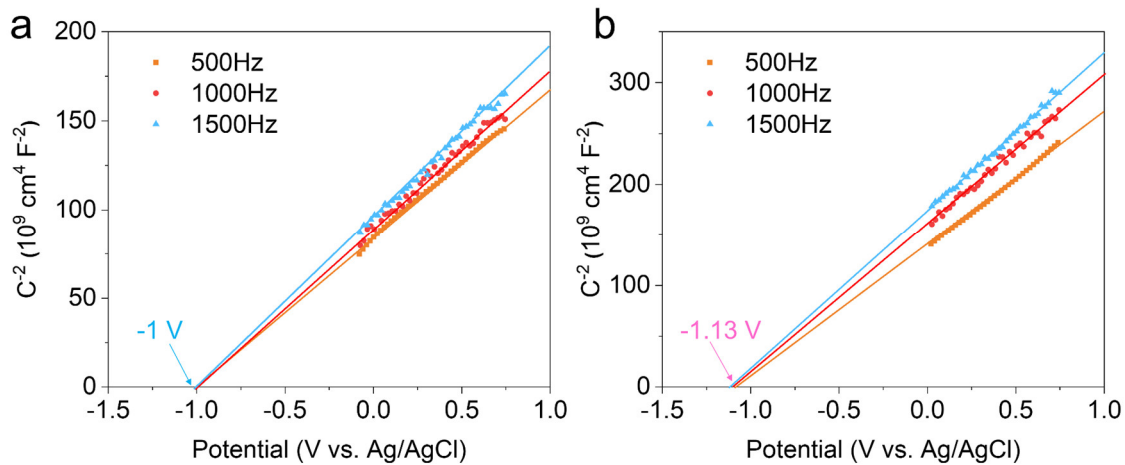 a
200
150
100
50
0
C⁻² (10⁹ cm⁴ F⁻²)
500Hz
1000Hz
1500Hz
-1 V
-1.5 -1.0 -0.5 0.0 0.5 1.0
Potential (V vs. Ag/AgCl)
b
300
200
100
0
C⁻² (10⁹ cm⁴ F⁻²)
500Hz
1000Hz
1500Hz
-1.13 V
-1.5 -1.0 -0.5 0.0 0.5 1.0
Potential (V vs. Ag/AgCl)